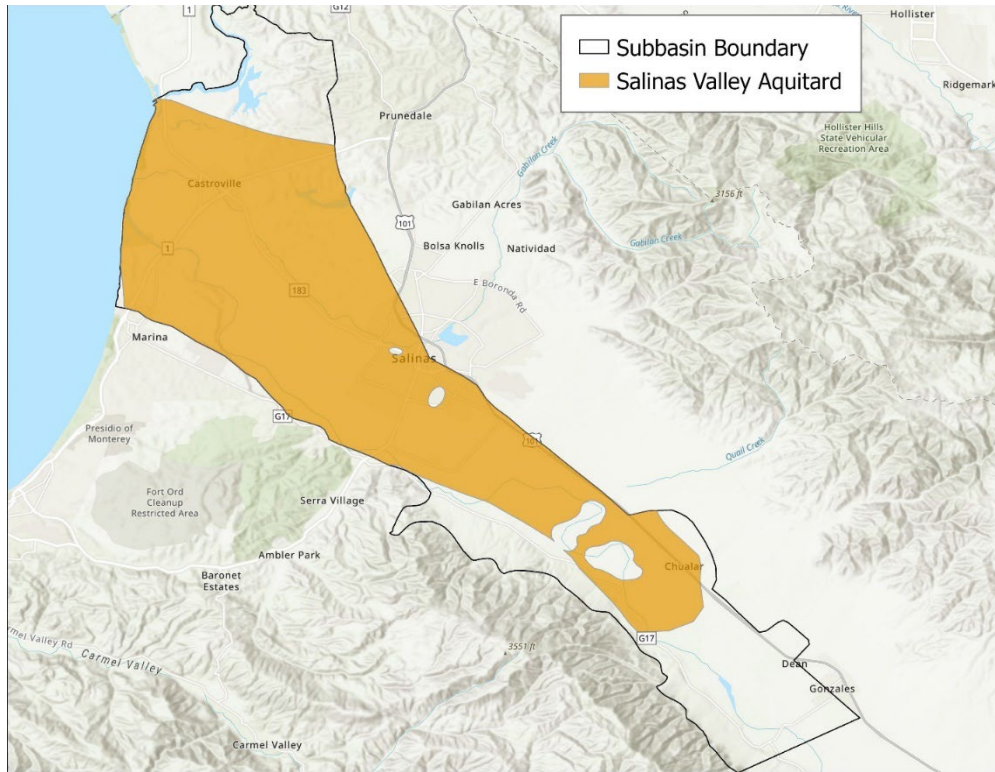 1
G12
Hollister
Subbasin Boundary
Salinas Valley Aquitard
Ridgemark
Prunedale
Hollister Hills
State Vehicular
Recreation Area
Gabilan Creek
Castroville
3156 ft
Gabilan Acres
101
Bolsa Knolls
Natividad
Gabilan Creek
1
E Boronda Rd
183
Marina
Salinas
G17
Presidio of
Monterey
101
Quail Creek
Fort Ord
Cleanup
Restricted Area
Serra Village
Ambler Park
Chualar
Baronet
Estates
Carmel Valley Rd
Carmel Valley
3551 ft
G17
Dean
Gonzales
Carmel Valley